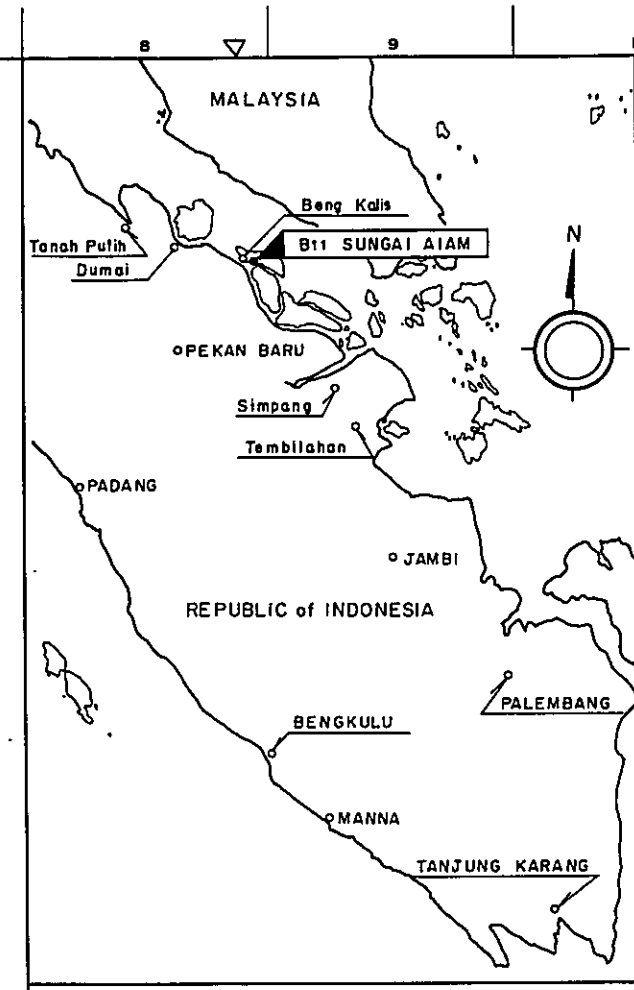 8 9
MALAYSIA
Beng Kalis
B11 SUNGAI AIAM
N
Tanah Putih
Dumai
PEKAN BARU
Simpang
Tembilahan
PADANG
JAMBI
REPUBLIC of INDONESIA
PALEMBANG
BENGKULU
MANNA
TANJUNG KARANG